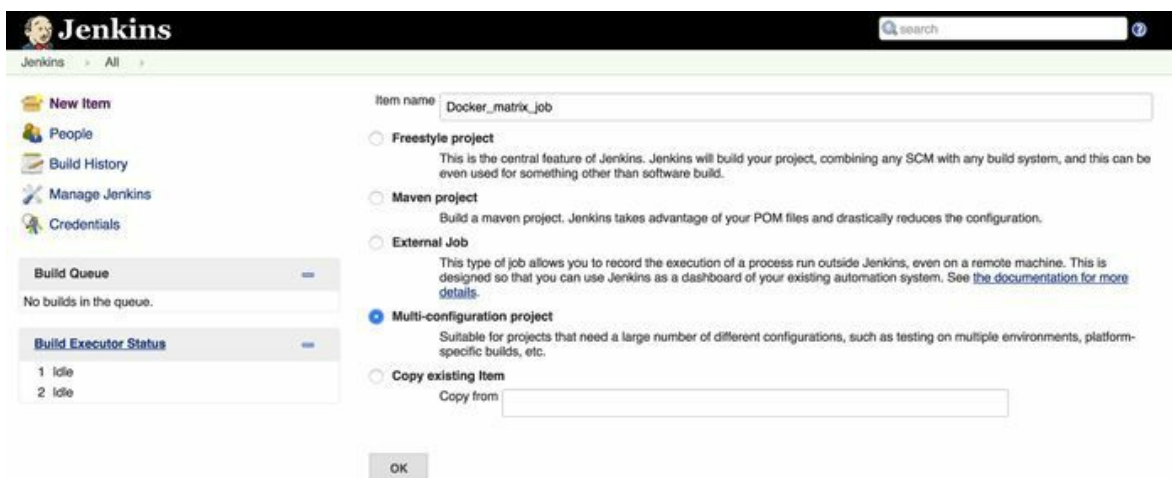 Jenkins
search
Jenkins
All
New Item
People
Build History
Manage Jenkins
Credentials
Build Queue
No builds in the queue.
Build Executor Status
1 Idle
2 Idle
Item name Docker_matrix_job
Freestyle project
This is the central feature of Jenkins. Jenkins will build your project, combining any SCM with any build system, and this can be
even used for something other than software build.
Maven project
Build a maven project. Jenkins takes advantage of your POM files and drastically reduces the configuration.
External Job
This type of job allows you to record the execution of a process run outside Jenkins, even on a remote machine. This is
designed so that you can use Jenkins as a dashboard of your existing automation system. See the documentation for more
details.
Multi-configuration project
Suitable for projects that need a large number of different configurations, such as testing on multiple environments, platform-
specific builds, etc.
Copy existing Item
Copy from
OK